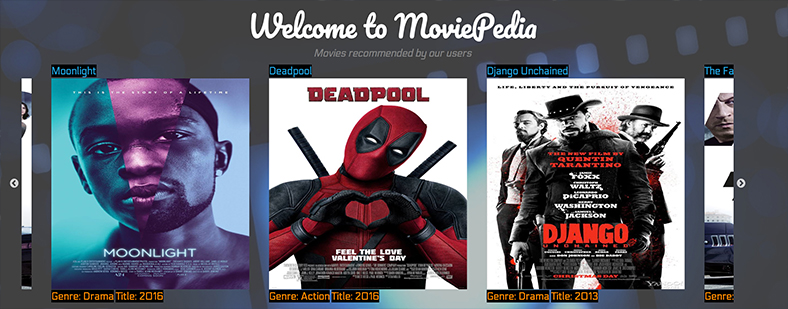 Welcome to MoviePedia
Movies recommended by our users
Moonlight
THIS IS THE STORY OF A LIFETIME
MOONLIGHT
Genre: Drama Title: 2016
Deadpool
DEADPOOL
FEEL THE LOVE
VALENTINE'S DAY
Genre: Action Title: 2016
Django Unchained
LIFE, LIBERTY AND THE PURSUIT OF VENGEANCE
THE NEW FILM BY
QUENTIN
TARANTINO
JAMIE
FOXX
CHRISTOPH
WALTZ
LEONARDO
DiCAPRIO
KERRY
WASHINGTON
SAMUEL L.
JACKSON
DJANGO
UNCHAINED
CHRISTMAS DAY
Genre: Drama Title: 2013
The Fa
Genre: